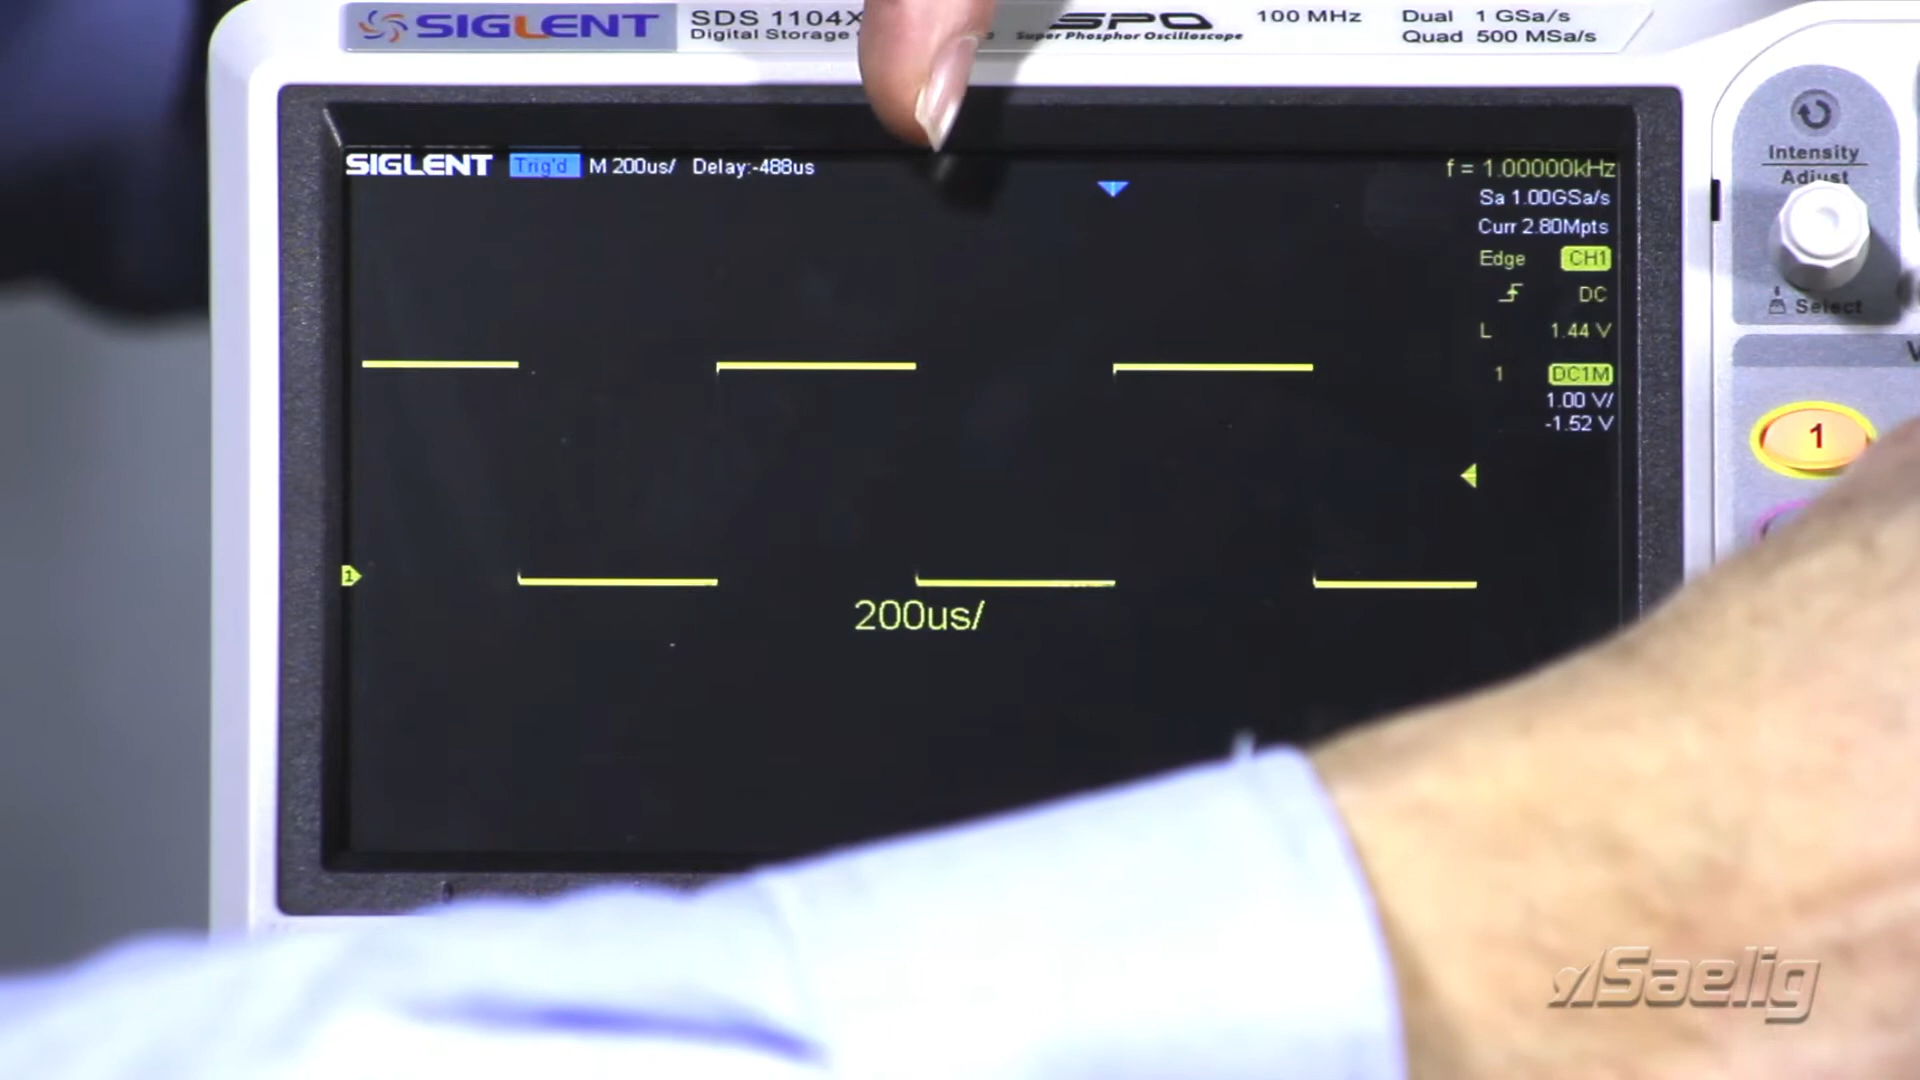 SIGLENT SDS 1104X SPO 100 MHz Dual 1 GSa/s
Digital Storage Super Phosphor Oscilloscope Quad 500 MSa/s
SIGLENT Trig'd M 200us/ Delay:-488us f = 1.00000kHz
Sa 1.00GSa/s
Curr 2.80Mpts
Edge CH1
DC
L 1.44 V
1 DC1M
1.00 V/
-1.52 V
1
200us/
Intensity
Adjust
Select
1
Saelig